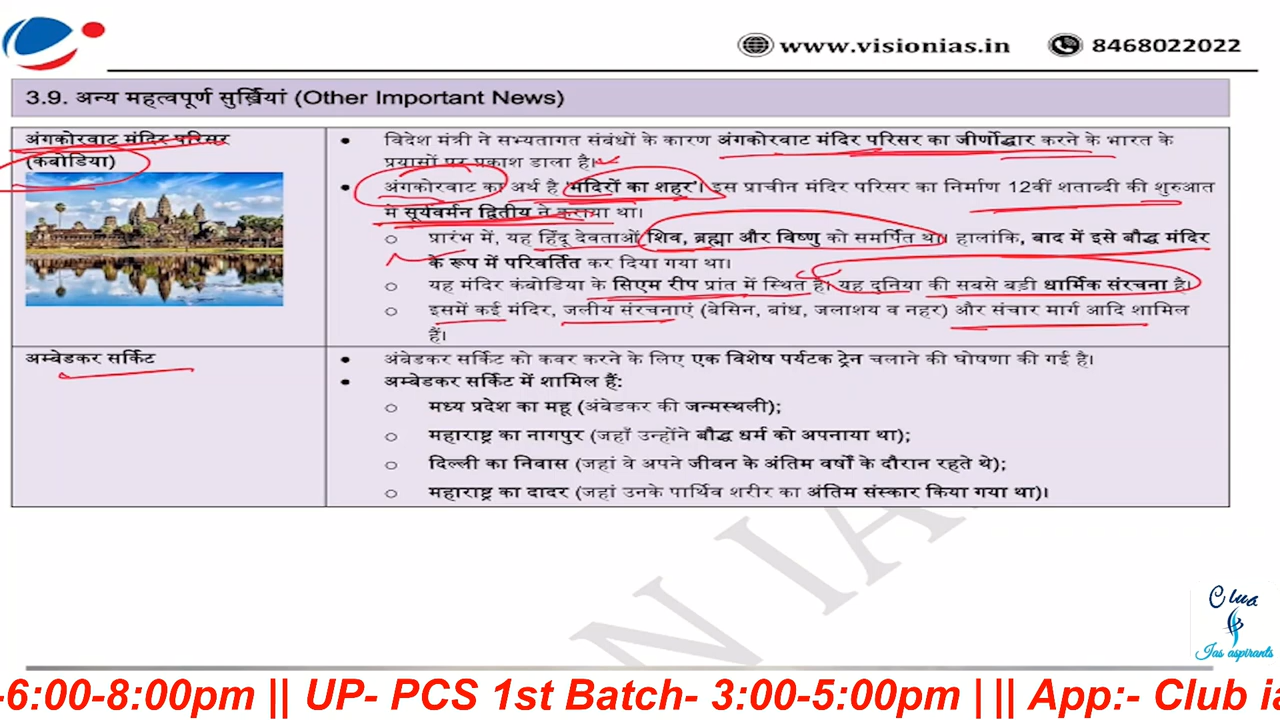 www.visionias.in 8468022022
3.9. अन्य महत्वपूर्ण सुर्ख़ियां (Other Important News)
अंगकोरवाट मंदिर परिसर
(कंबोडिया)
• विदेश मंत्री ने सभ्यतागत संबंधों के कारण अंगकोरवाट मंदिर परिसर का जीर्णोद्धार करने के भारत के
प्रयासों पर प्रकाश डाला है।
• अंगकोरवाट का अर्थ है 'मंदिरों का शहर'। इस प्राचीन मंदिर परिसर का निर्माण 12वीं शताब्दी की शुरुआत
में सूर्यवर्मन द्वितीय ने कराया था।
○ प्रारंभ में, यह हिंदू देवताओं शिव, ब्रह्मा और विष्णु को समर्पित था। हालांकि, बाद में इसे बौद्ध मंदिर
के रूप में परिवर्तित कर दिया गया था।
○ यह मंदिर कंबोडिया के सिएम रीप प्रांत में स्थित है। यह दुनिया की सबसे बड़ी धार्मिक संरचना है।
○ इसमें कई मंदिर, जलीय संरचनाएं (बेसिन, बांध, जलाशय व नहर) और संचार मार्ग आदि शामिल
हैं।
अम्बेडकर सर्किट
• अंबेडकर सर्किट को कवर करने के लिए एक विशेष पर्यटक ट्रेन चलाने की घोषणा की गई है।
• अम्बेडकर सर्किट में शामिल हैं:
○ मध्य प्रदेश का महू (अंबेडकर की जन्मस्थली);
○ महाराष्ट्र का नागपुर (जहाँ उन्होंने बौद्ध धर्म को अपनाया था);
○ दिल्ली का निवास (जहां वे अपने जीवन के अंतिम वर्षों के दौरान रहते थे);
○ महाराष्ट्र का दादर (जहां उनके पार्थिव शरीर का अंतिम संस्कार किया गया था)।
Club
Ias aspirants
-6:00-8:00pm || UP- PCS 1st Batch- 3:00-5:00pm | || App:- Club ia